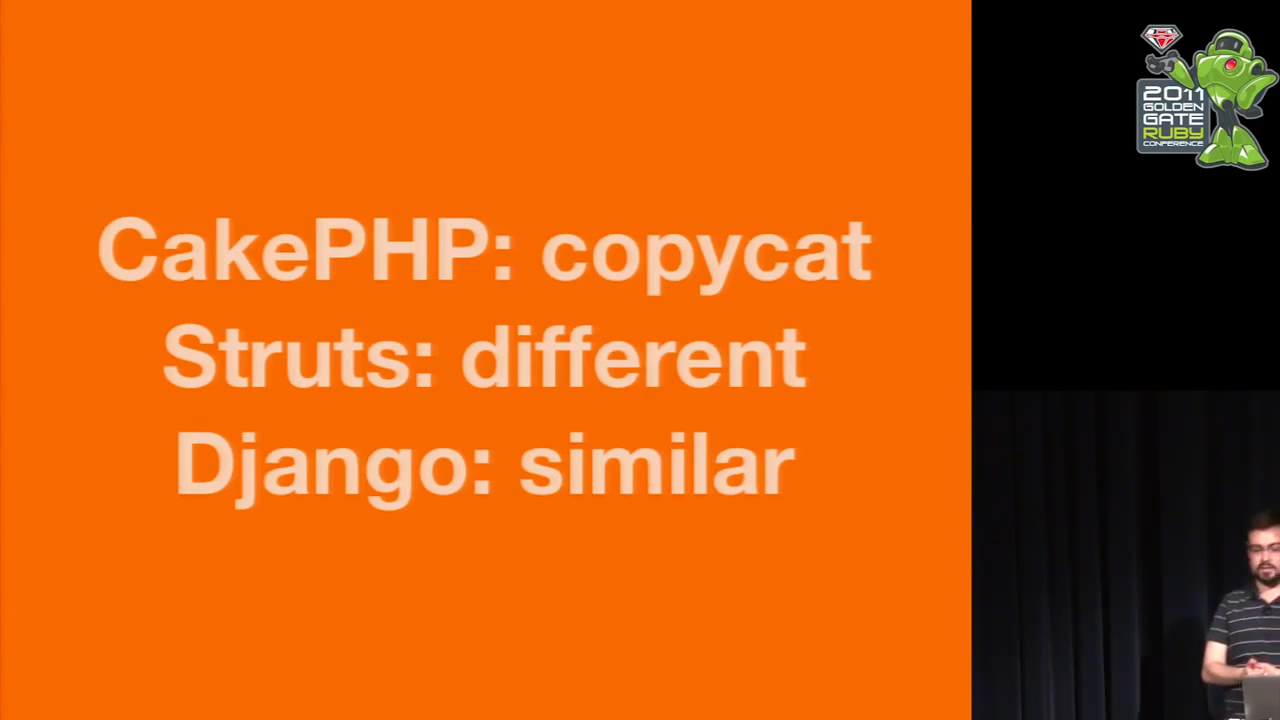 CakePHP: copycat
Struts: different
Django: similar
2011
GOLDEN
GATE
RUBY
CONFERENCE